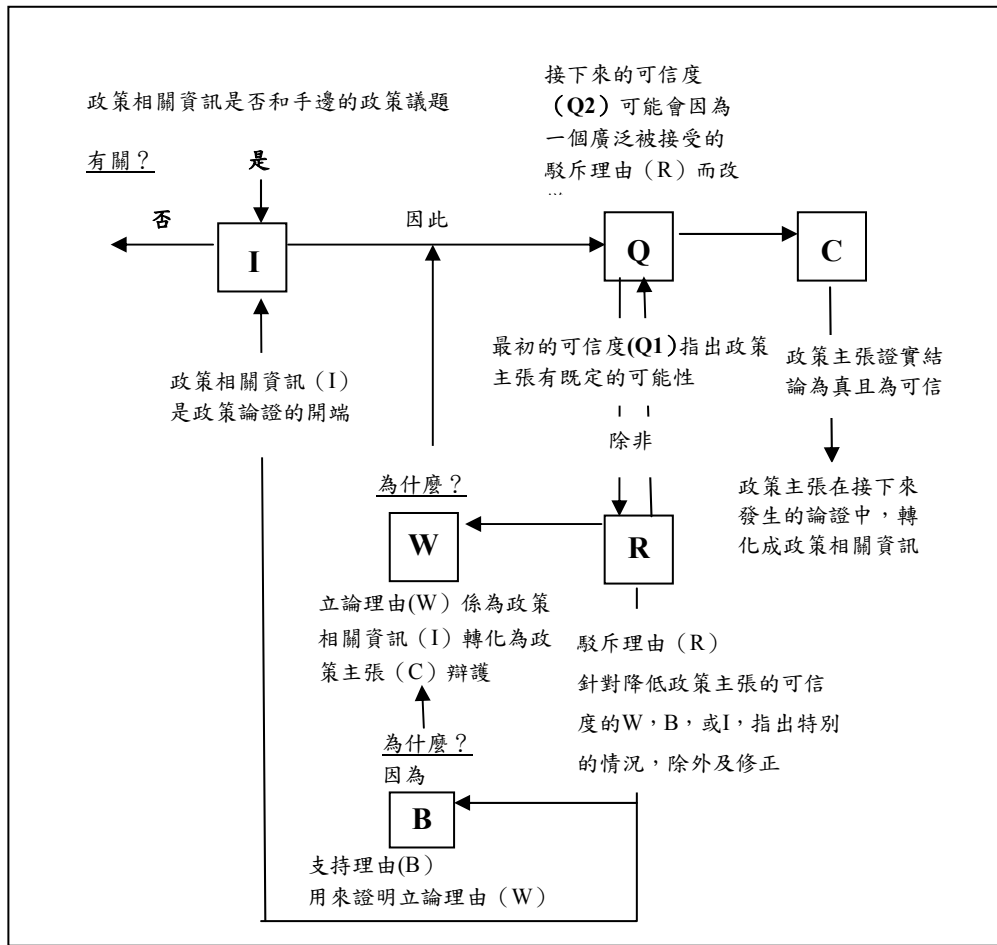 接下來的可信度
（Q2）可能會因為
一個廣泛被接受的
駁斥理由（R）而改
政策相關資訊是否和手邊的政策議題
有關？
是
否
因此
I
Q
C
最初的可信度(Q1）指出政策
主張有既定的可能性
政策主張證實結
論為真且為可信
政策相關資訊（I）
是政策論證的開端
除非
為什麼？
政策主張在接下來
發生的論證中，轉
化成政策相關資訊
W
R
立論理由(W）係為政策
相關資訊（I）轉化為政
策主張（C）辯護
駁斥理由（R）
針對降低政策主張的可信
度的W，B，或I，指出特別
的情況，除外及修正
為什麼？
因為
B
支持理由(B）
用來證明立論理由（W）